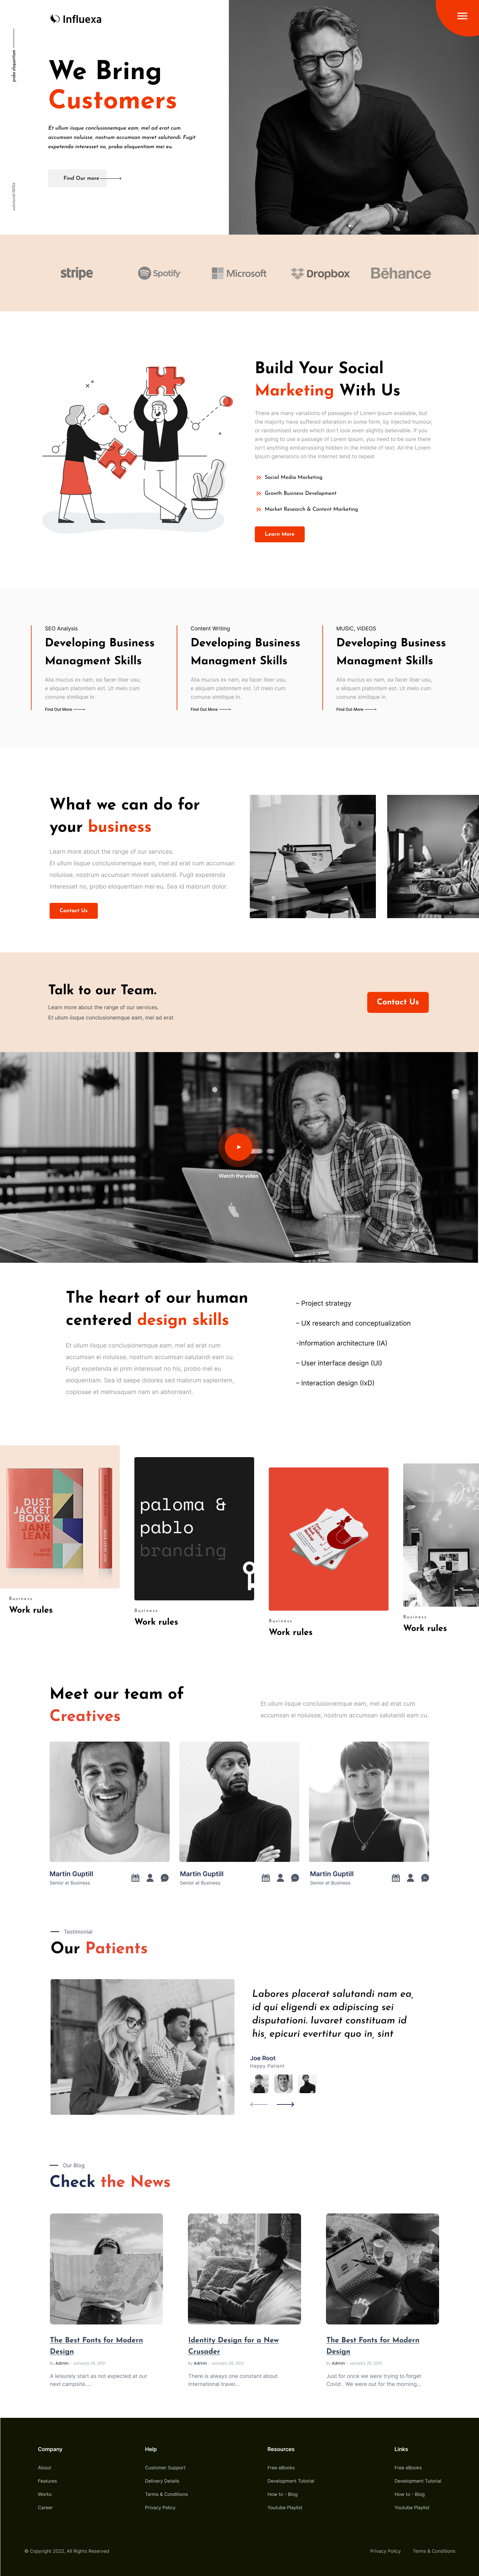 Influexa
probo eloquentiam
salutandi/2024
We Bring
Customers
Et ullum iisque conclusionemque eam, mel ad erat cum
accumsan noluisse, nostrum accumsan moret salutandi. Fugit
expetenda interesset no, probo eloquentiam mei eu.
Find Our more
stripe
Spotify
Microsoft
Dropbox
Bēhance
Build Your Social
Marketing With Us
There are many variations of passages of Lorem Ipsum available, but
the majority have suffered alteration in some form, by injected humour,
or randomised words which don't look even slightly believable. If you
are going to use a passage of Lorem Ipsum, you need to be sure there
isn't anything embarrassing hidden in the middle of text. All the Lorem
Ipsum generators on the Internet tend to repeat
Social Media Marketing
Growth Business Development
Market Research & Content Marketing
Learn More
SEO Analysis
Developing Business
Managment Skills
Alia mucius ex nam, ea facer liber usu,
e aliquam platontem est. Ut melo cum
comune similique in.
Find Out More
Content Writing
Developing Business
Managment Skills
Alia mucius ex nam, ea facer liber usu,
e aliquam platontem est. Ut melo cum
comune similique in.
Find Out More
MUSIC, VIDEOS
Developing Business
Managment Skills
Alia mucius ex nam, ea facer liber usu,
e aliquam platontem est. Ut melo cum
comune similique in.
Find Out More
What we can do for
your business
Learn more about the range of our services.
Et ullum iisque conclusionemque eam, mel ad erat cum accumsan
noluisse, nostrum accumsan movet salutandi. Fugit expetenda
interesset no, probo eloquentiam mei eu. Sea id malorum dolor.
Contact Us
Talk to our Team.
Learn more about the range of our services.
Et ullum iisque conclusionemque eam, mel ad erat
Contact Us
Watch the video
The heart of our human
centered design skills
Et ullum iisque conclusionemque eam, mel ad erat cum
accumsan ei noluisse, nostrum accumsan salutandi eam cu.
Fugit expetenda ei prim interesset no his, probo mei eu
eloquentiam. Sea id saepe dolores sed malorum sapientem,
copiosae et meinusquam nam an abhorreant.
– Project strategy
– UX research and conceptualization
-Information architecture (IA)
– User interface design (UI)
– Interaction design (IxD)
DUST
JACKET
BOOK
JANE
LEAN
Business
Work rules
paloma &
pablo
branding
Business
Work rules
Business
Work rules
Business
Work rules
Meet our team of
Creatives
Et ullum iisque conclusionemque eam, mel ad erat cum
accumsan ei noluisse, nostrum accumsan salutandi eam cu.
Martin Guptill
Senior at Business
Martin Guptill
Senior at Business
Martin Guptill
Senior at Business
Testimonial
Our Patients
Labores placerat salutandi nam ea,
id qui eligendi ex adipiscing sei
disputationi. Iuvaret constituam id
his, epicuri evertitur quo in, sint
Joe Root
Happy Patient
Our Blog
Check the News
The Best Fonts for Modern
Design
by Admin - January 25, 2021
A leisurely start as not expected at our
next campsite....
Identity Design for a New
Crusader
by Admin - January 25, 2021
There is always one constant about
international travel...
The Best Fonts for Modern
Design
by Admin - January 25, 2021
Just for once we were trying to forget
Covid . We were out for the morning...
Company
About
Features
Works
Career
Help
Customer Support
Delivery Details
Terms & Conditions
Privacy Policy
Resources
Free eBooks
Development Tutorial
How to - Blog
Youtube Playlist
Links
Free eBooks
Development Tutorial
How to - Blog
Youtube Playlist
© Copyright 2022, All Rights Reserved
Privacy Policy
Terms & Conditions